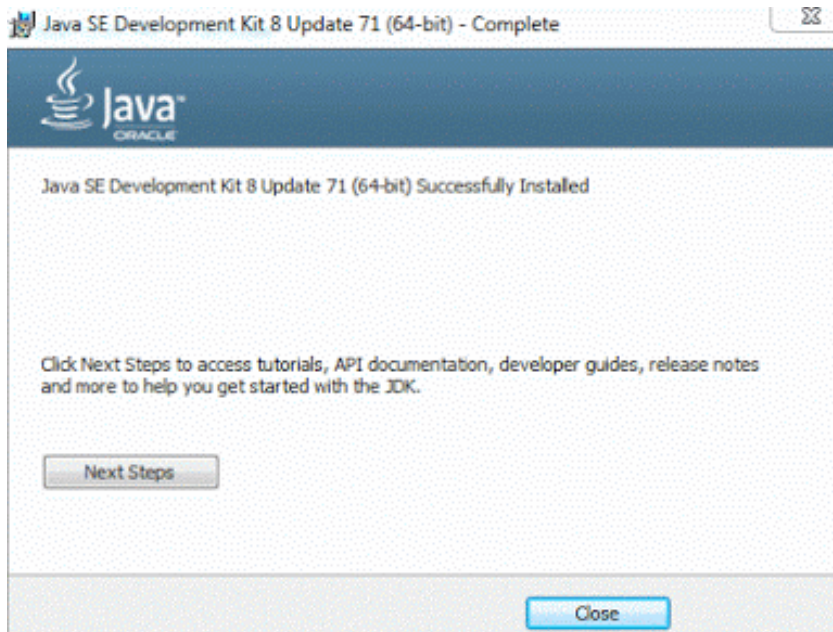 Java SE Development Kit 8 Update 71 (64-bit) - Complete
Java™
ORACLE
Java SE Development Kit 8 Update 71 (64-bit) Successfully Installed
Click Next Steps to access tutorials, API documentation, developer guides, release notes
and more to help you get started with the JDK.
Next Steps
Close